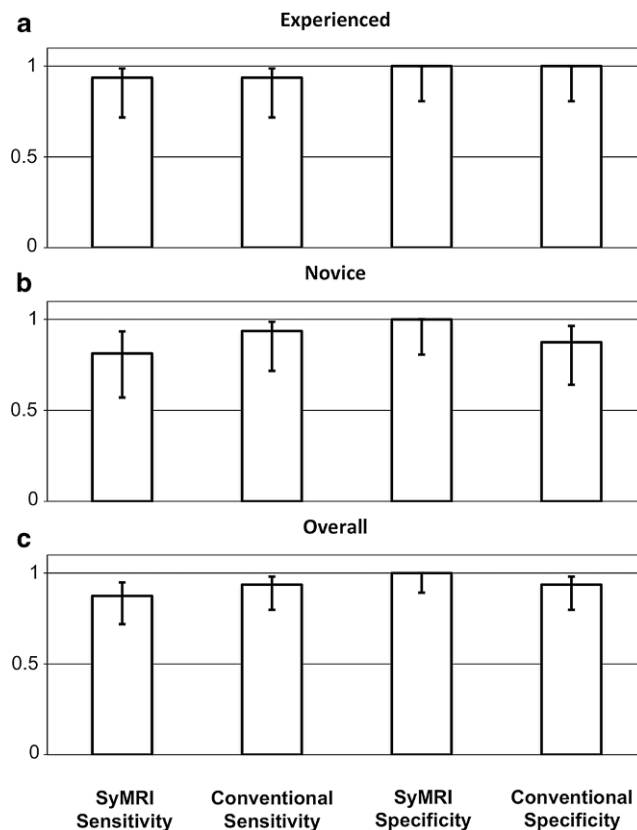 a
Experienced
1
0.5
0
b
Novice
1
0.5
0
c
Overall
1
0.5
0
SyMRI Conventional SyMRI Conventional
Sensitivity Sensitivity Specificity Specificity